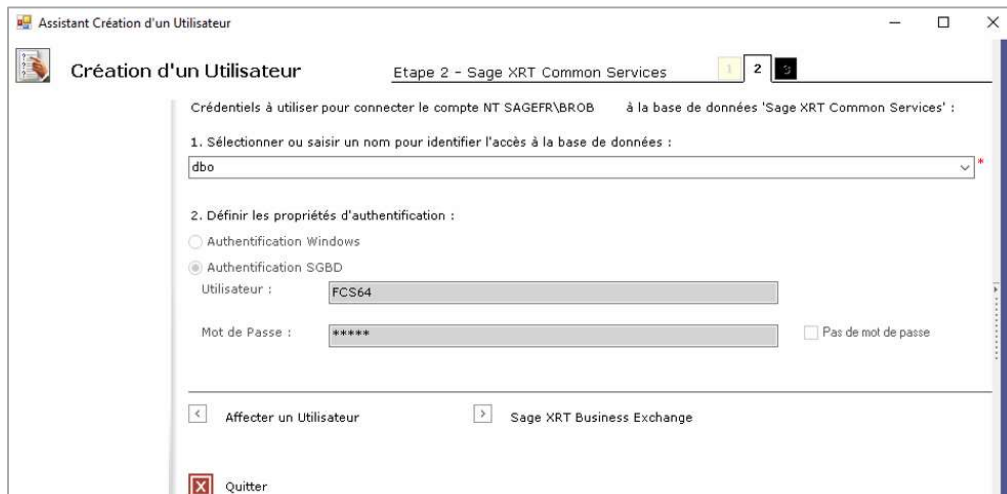 Assistant Création d'un Utilisateur
Création d'un Utilisateur
Etape 2 - Sage XRT Common Services
1 2 3
Crédentiels à utiliser pour connecter le compte NT SAGEFR\BROB à la base de données 'Sage XRT Common Services' :
1. Sélectionner ou saisir un nom pour identifier l'accès à la base de données :
dbo
*
2. Définir les propriétés d'authentification :
Authentification Windows
Authentification SGBD
Utilisateur : FCS64
Mot de Passe : ***** Pas de mot de passe
Affecter un Utilisateur Sage XRT Business Exchange
Quitter